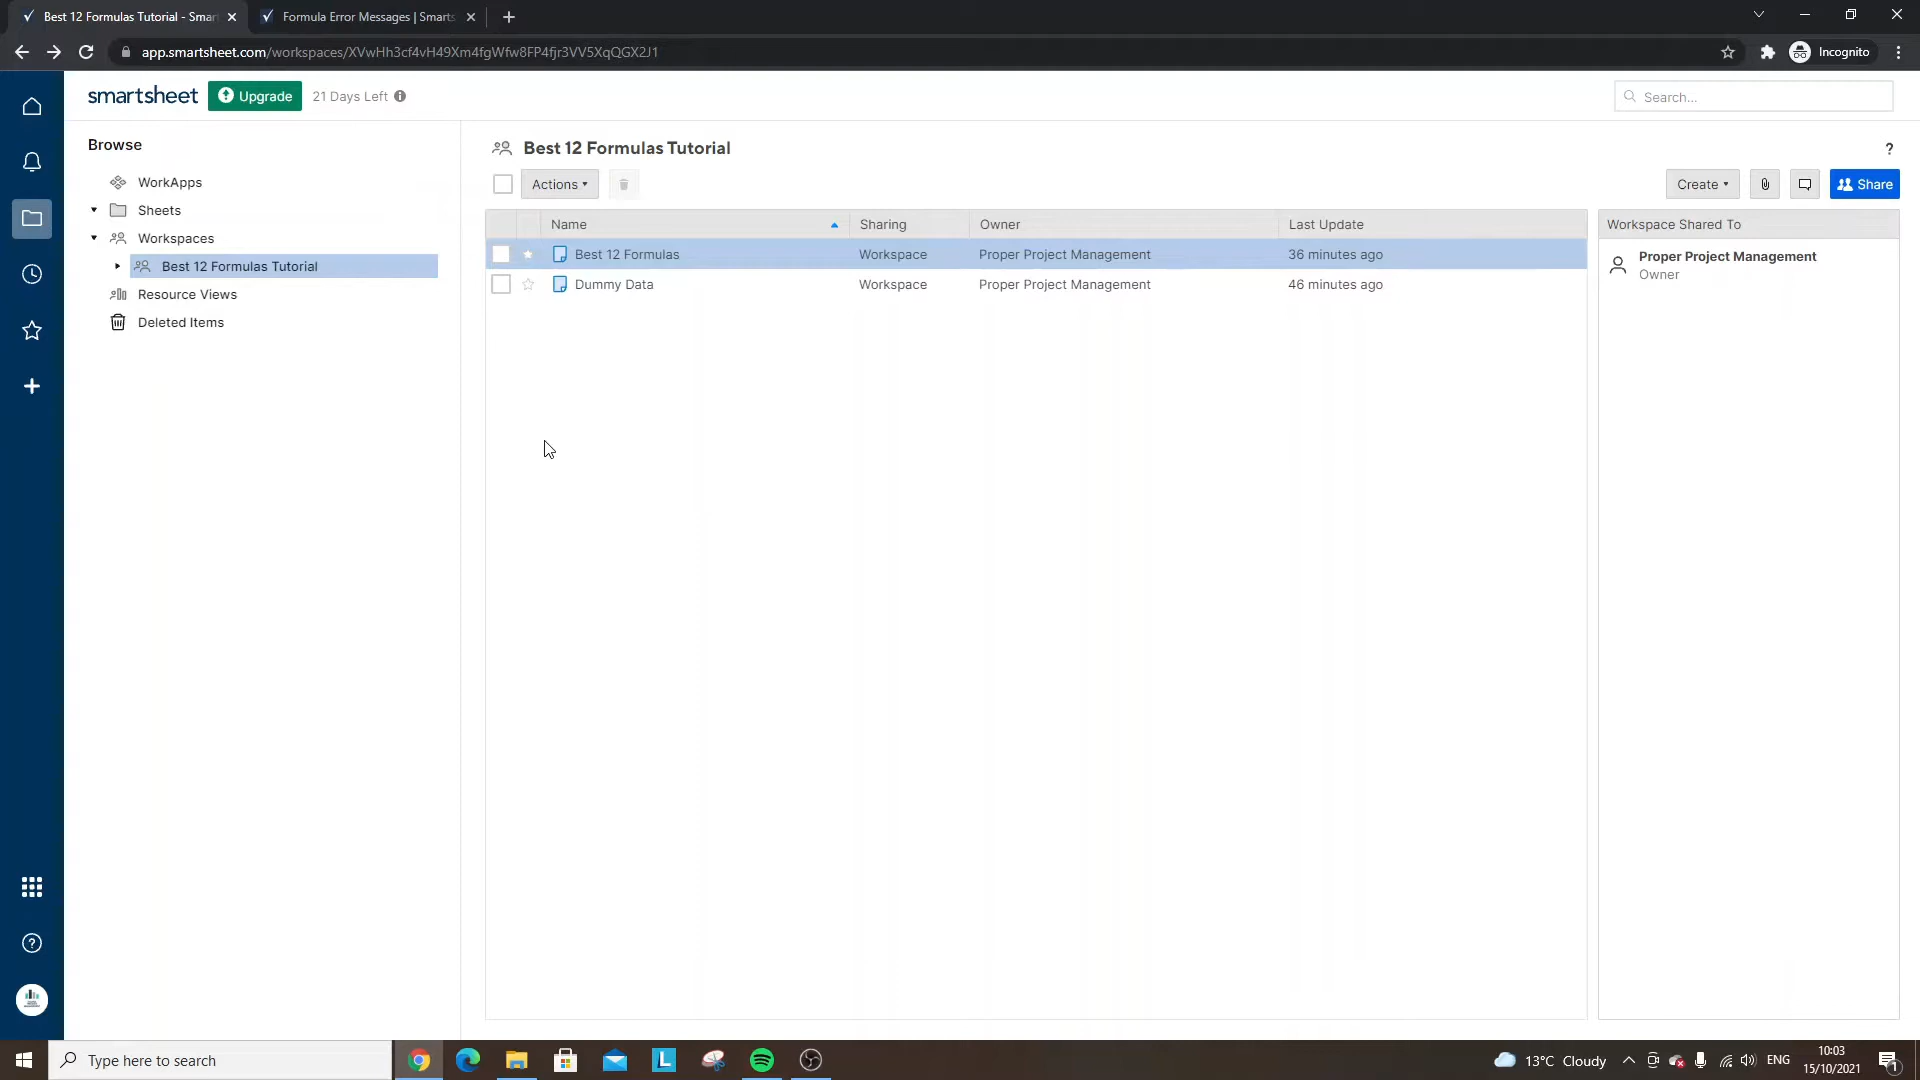 Best 12 Formulas Tutorial - Smar
Formula Error Messages | Smarts
app.smartsheet.com/workspaces/XVwHh3cf4vH49Xm4fgWfw8FP4fjr3VV5XqQGX2J1
Incognito
smartsheet
Upgrade
21 Days Left
Search...
Browse
WorkApps
Sheets
Workspaces
Best 12 Formulas Tutorial
Resource Views
Deleted Items
Best 12 Formulas Tutorial
?
Actions
Create
Share
Name Sharing Owner Last Update
Best 12 Formulas Workspace Proper Project Management 36 minutes ago
Dummy Data Workspace Proper Project Management 46 minutes ago
Workspace Shared To
Proper Project Management
Owner
Type here to search
L
13°C Cloudy
ENG
10:03
15/10/2021
1